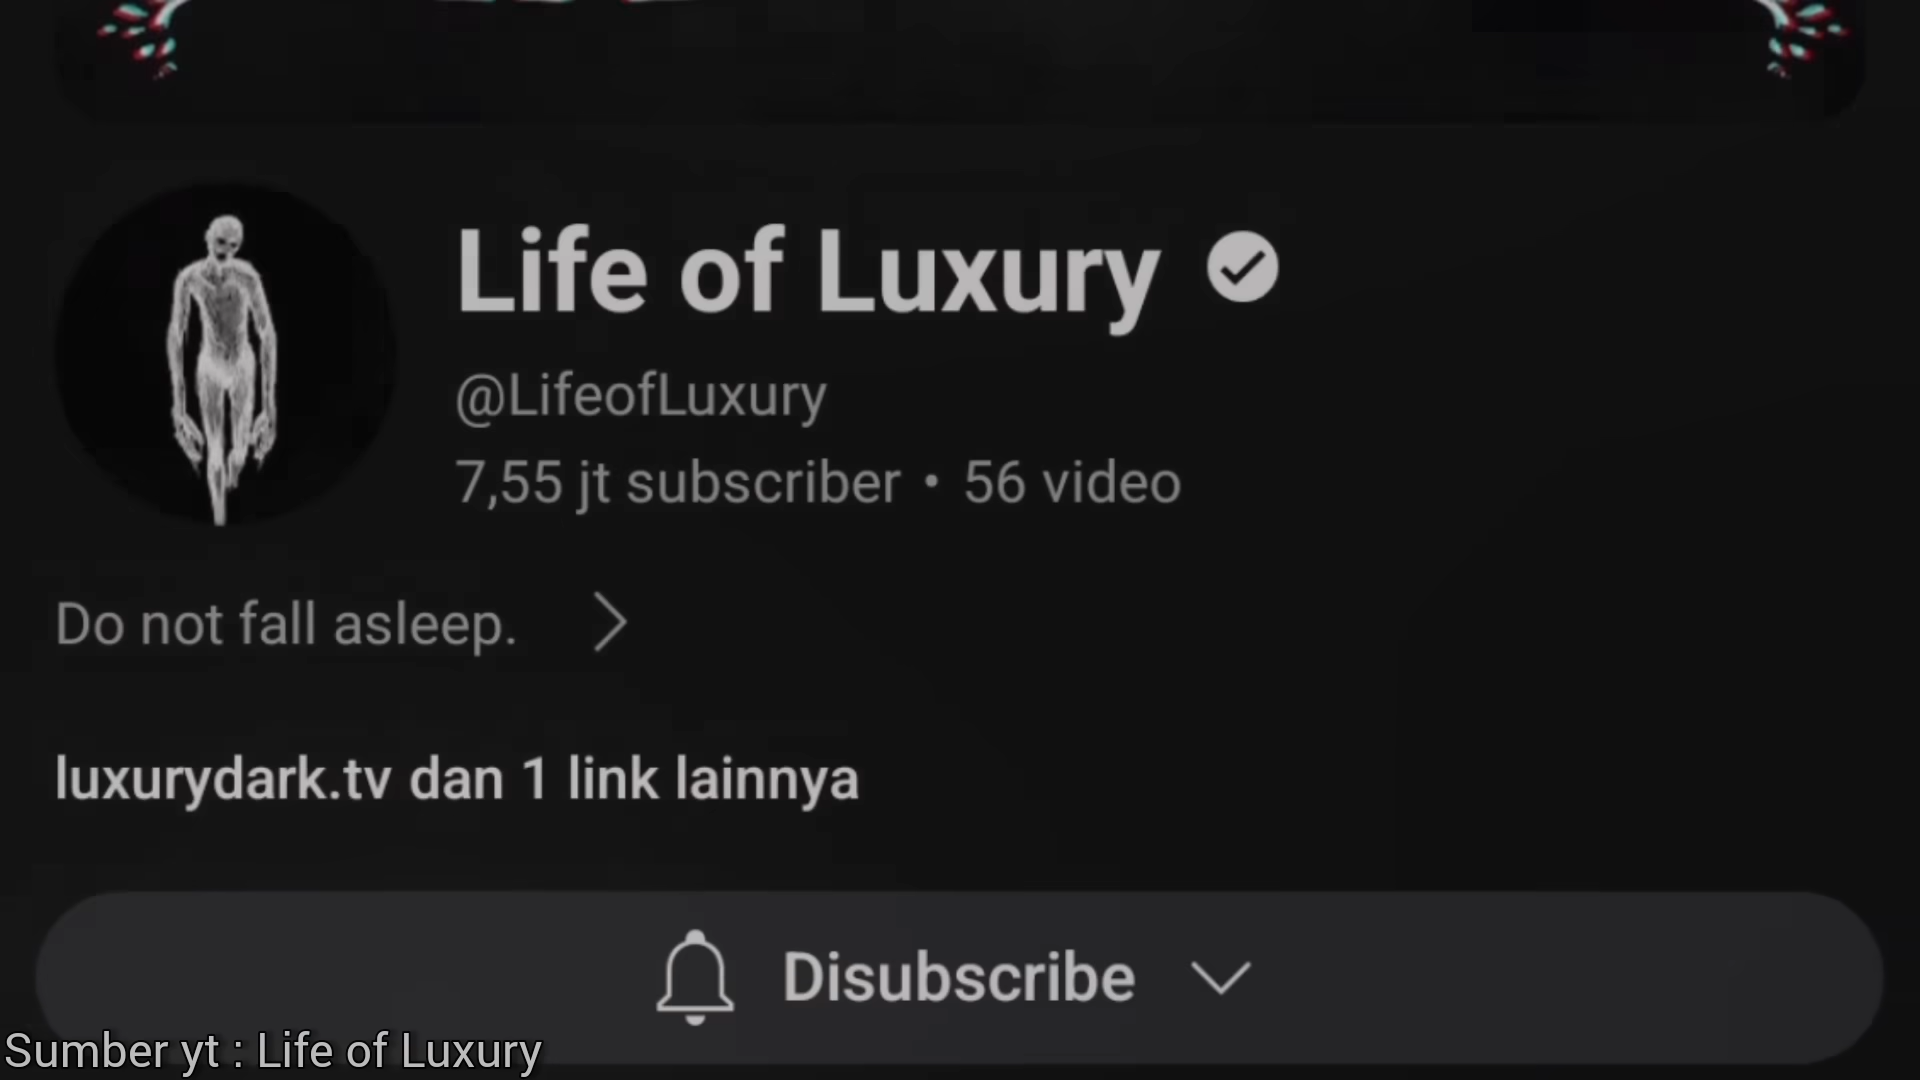 Life of Luxury
@LifeofLuxury
7,55 jt subscriber • 56 video
Do not fall asleep.
luxurydark.tv dan 1 link lainnya
Disubscribe
Sumber yt : Life of Luxury